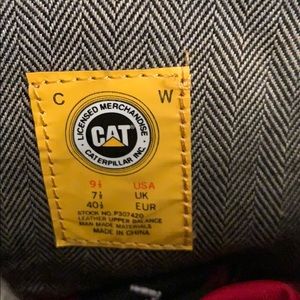 C W
LICENSED MERCHANDISE
CAT
CATERPILLAR INC.
9½ USA
7½ UK
40½ EUR
STOCK NO. P307420
LEATHER UPPER BALANCE
MAN MADE MATERIALS
MADE IN CHINA